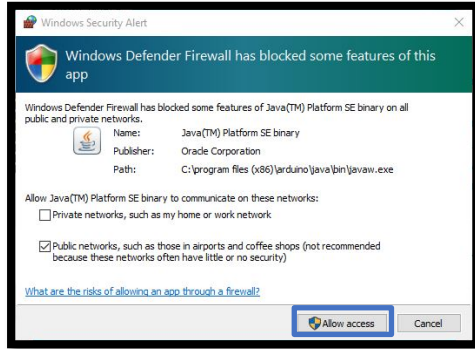 Windows Security Alert
Windows Defender Firewall has blocked some features of this
app
Windows Defender Firewall has blocked some features of Java(TM) Platform SE binary on all
public and private networks.
Name: Java(TM) Platform SE binary
Publisher: Oracle Corporation
Path: C:\program files (x86)\arduino\java\bin\javaw.exe
Allow Java(TM) Platform SE binary to communicate on these networks:
Private networks, such as my home or work network
Public networks, such as those in airports and coffee shops (not recommended
because these networks often have little or no security)
What are the risks of allowing an app through a firewall?
Allow access Cancel